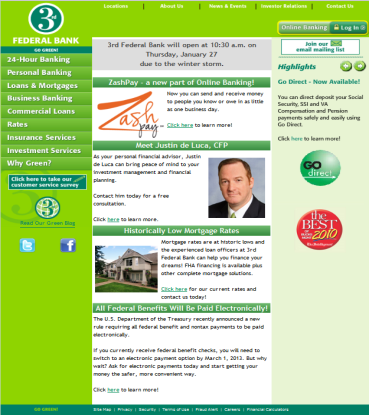 Locations | About Us | News & Events | Investor Relations | Contact Us
3rd
FEDERAL BANK
GO GREEN!
Online Banking Log In
24-Hour Banking
Personal Banking
Loans & Mortgages
Business Banking
Commercial Loans
Rates
Insurance Services
Investment Services
Why Green?
Click here to take our
customer service survey
3rd
Read Our Green Blog
3rd Federal Bank will open at 10:30 a.m. on
Thursday, January 27
due to the winter storm.
ZashPay - a new part of Online Banking!
Zash
pay
Now you can send and receive money
to people you know or owe in as little
as one business day.
Click here to learn more!
Meet Justin de Luca, CFP
As your personal financial advisor, Justin
de Luca can bring peace of mind to your
investment management and financial
planning.
Contact him today for a free
consultation.
Click here to learn more.
Historically Low Mortgage Rates
Mortgage rates are at historic lows and
the experienced loan officers at 3rd
Federal Bank can help you finance your
dreams! FHA financing is available plus
other complete mortgage solutions.
Click here for our current rates and
contact us today!
All Federal Benefits Will Be Paid Electronically!
The U.S. Department of the Treasury recently announced a new
rule requiring all federal benefit and nontax payments to be paid
electronically.
If you currently receive federal benefit checks, you will need to
switch to an electronic payment option by March 1, 2013. But why
wait? Ask for electronic payments today and start getting your
money the safer, more convenient way.
Click here to learn more!
Join our
email mailing list
Highlights
Go Direct - Now Available!
You can direct deposit your Social
Security, SSI and VA
Compensation and Pension
payments safely and easily using
Go Direct.
Click here to learn more!
GO
direct
the
BEST
2010
GO GREEN!
Site Map | Privacy | Security | Terms of Use | Fraud Alert | Careers | Financial Calculators